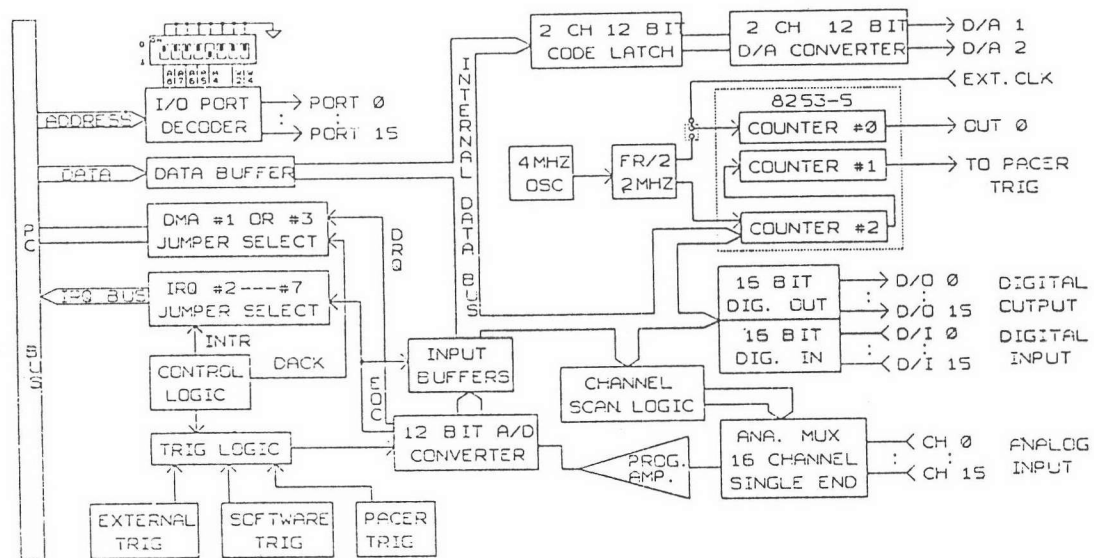 2 CH 12 BIT
CODE LATCH
2 CH 12 BIT
D/A CONVERTER
D/A 1
D/A 2
EXT.CLK
I/O PORT
DECODER
PORT 0
PORT 15
ADDRESS
DATA
DATA BUFFER
INTERNAL DATA BUS
4MHZ
OSC
FR/2
2MHZ
8253-5
COUNTER #0
COUNTER #1
COUNTER #2
OUT 0
TO PACER
TRIG
PC BUS
DMA #1 OR #3
JUMPER SELECT
DRQ
IRQ BUS
IRQ #2---#7
JUMPER SELECT
INTR
DACK
CONTROL
LOGIC
EOC
INPUT
BUFFERS
16 BIT
DIG. OUT
16 BIT
DIG. IN
D/O 0
D/O 15
D/I 0
D/I 15
DIGITAL
OUTPUT
DIGITAL
INPUT
CHANNEL
SCAN LOGIC
TRIG LOGIC
12 BIT A/D
CONVERTER
PROG.
AMP.
ANA. MUX
16 CHANNEL
SINGLE END
CH 0
CH 15
ANALOG
INPUT
EXTERNAL
TRIG
SOFTWARE
TRIG
PACER
TRIG